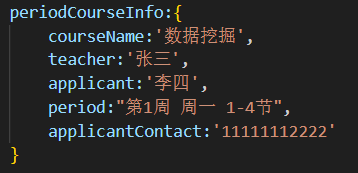 periodCourseInfo:{
courseName:'数据挖掘',
teacher:'张三',
applicant:'李四',
period:"第1周 周一 1-4节",
applicantContact:'11111112222'
}